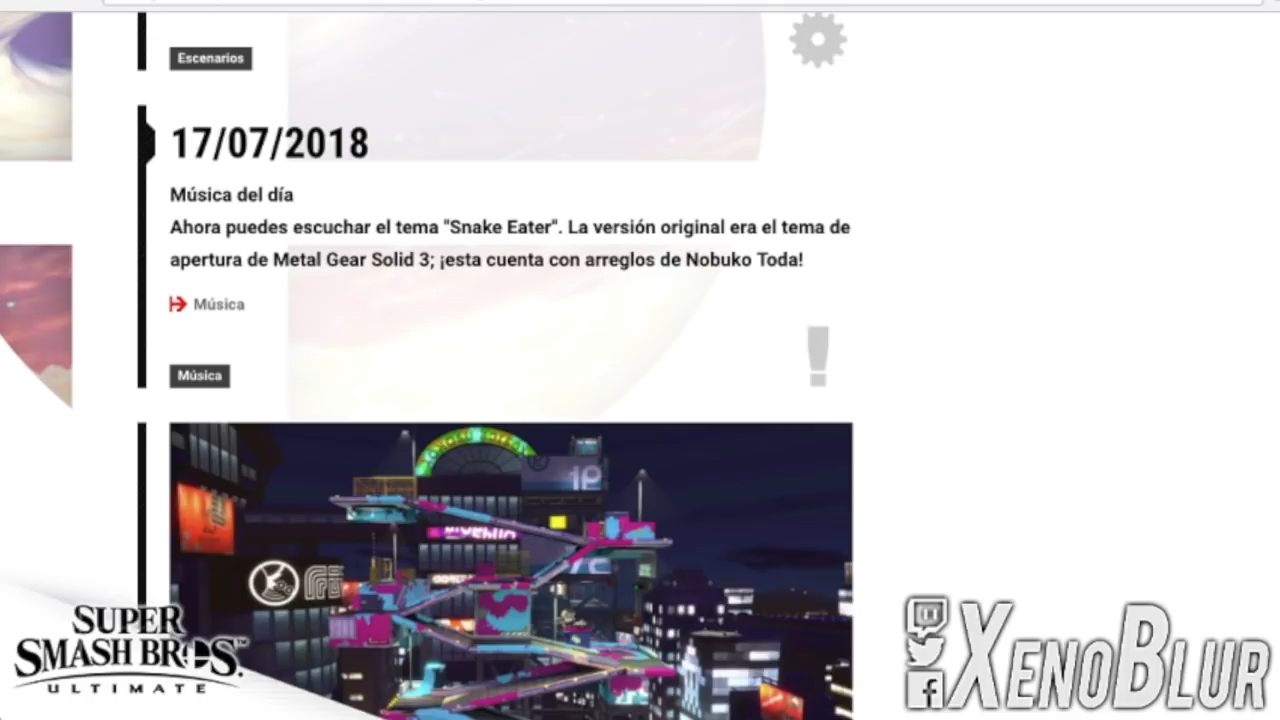 Escenarios
17/07/2018
Música del día
Ahora puedes escuchar el tema "Snake Eater". La versión original era el tema de
apertura de Metal Gear Solid 3; ¡esta cuenta con arreglos de Nobuko Toda!
Música
Música
SUPER
SMASH BROS.™
ULTIMATE
XENOBLUR